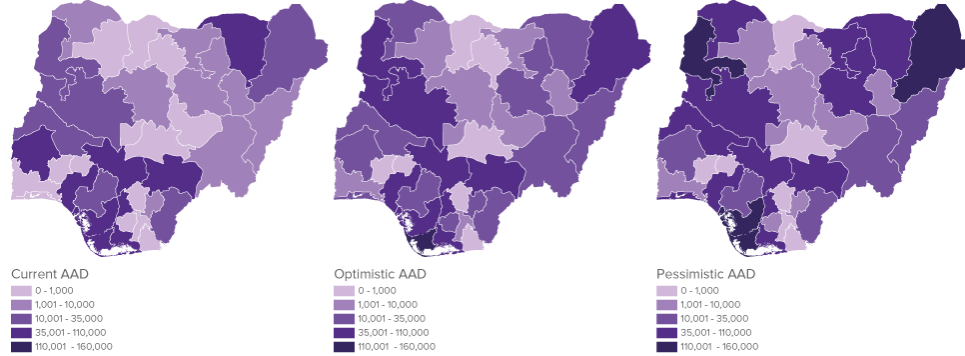 Current AAD
0 - 1,000
1,001 - 10,000
10,001 - 35,000
35,001 - 110,000
110,001 - 160,000
Optimistic AAD
0 - 1,000
1,001 - 10,000
10,001 - 35,000
35,001 - 110,000
110,001 - 160,000
Pessimistic AAD
0 - 1,000
1,001 - 10,000
10,001 - 35,000
35,001 - 110,000
110,001 - 160,000